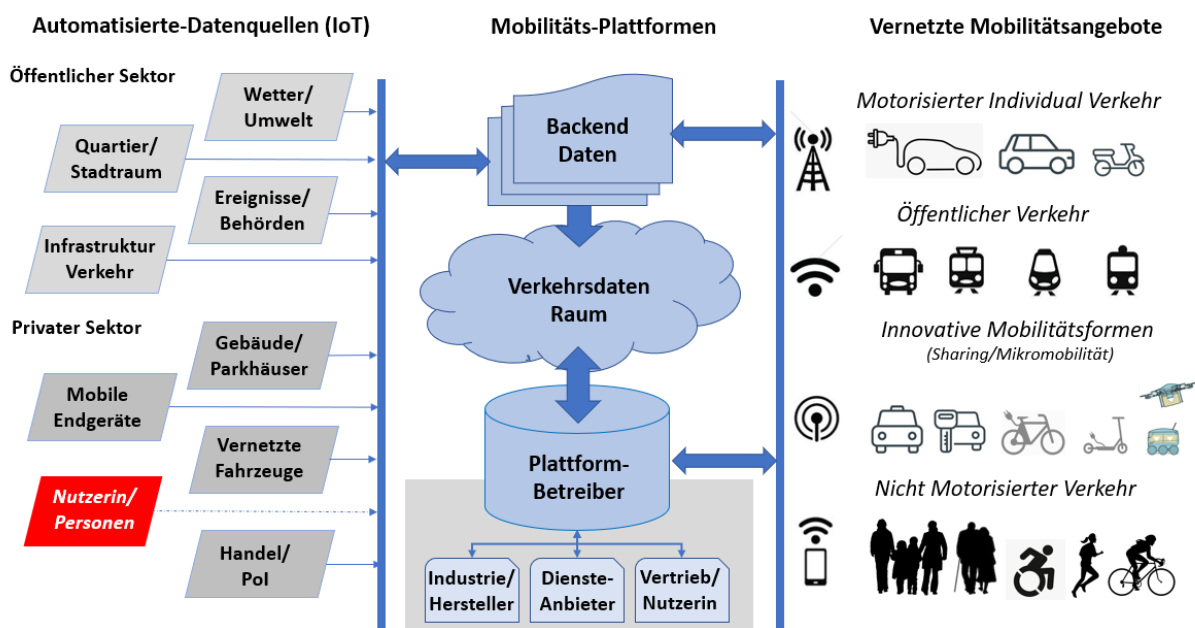 Automatisierte-Datenquellen (IoT)
Öffentlicher Sektor
Wetter/
Umwelt
Quartier/
Stadtraum
Ereignisse/
Behörden
Infrastruktur
Verkehr
Privater Sektor
Gebäude/
Parkhäuser
Mobile
Endgeräte
Vernetzte
Fahrzeuge
Nutzerin/
Personen
Handel/
PoI
Mobilitäts-Plattformen
Backend
Daten
Verkehrsdaten
Raum
Plattform-
Betreiber
Industrie/
Hersteller
Dienste-
Anbieter
Vertrieb/
Nutzerin
Vernetzte Mobilitätsangebote
Motorisierter Individual Verkehr
Öffentlicher Verkehr
Innovative Mobilitätsformen
(Sharing/Mikromobilität)
Nicht Motorisierter Verkehr